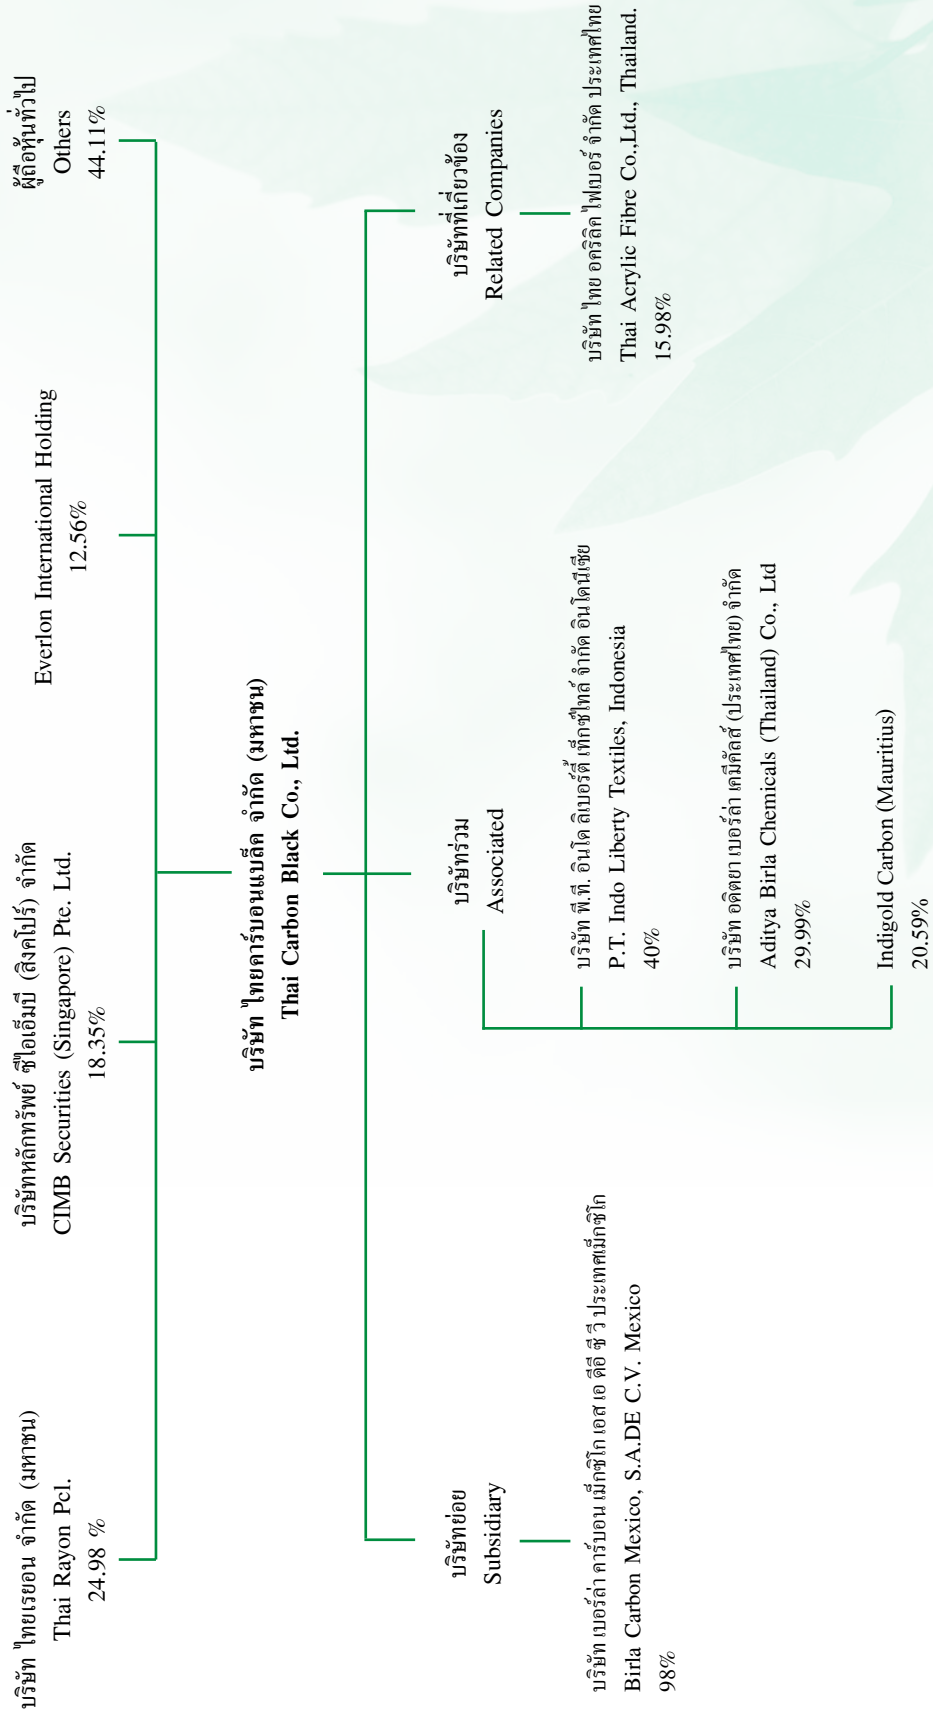 บริษัท ไทยเรยอน จำกัด (มหาชน)
Thai Rayon Pcl.
24.98 %
บริษัทหลักทรัพย์ ซีไอเอ็มบี (สิงคโปร์) จำกัด
CIMB Securities (Singapore) Pte. Ltd.
18.35%
Everlon International Holding
12.56%
ผู้ถือหุ้นทั่วไป
Others
44.11%
บริษัท ไทยคาร์บอนแบล็ค จำกัด (มหาชน)
Thai Carbon Black Co., Ltd.
บริษัทย่อย
Subsidiary
บริษัท เบอร์ล่า คาร์บอน เม็กซิโก เอส เอ ดีอี ซี วี ประเทศเม็กซิโก
Birla Carbon Mexico, S.A.DE C.V. Mexico
98%
บริษัทร่วม
Associated
บริษัท พี.ที. อินโด ลิเบอร์ตี้ เท็กซ์ไทล์ จำกัด อินโดนีเซีย
P.T. Indo Liberty Textiles, Indonesia
40%
บริษัท อดิตยา เบอร์ล่า เคมีคัลส์ (ประเทศไทย) จำกัด
Aditya Birla Chemicals (Thailand) Co., Ltd
29.99%
Indigold Carbon (Mauritius)
20.59%
บริษัทที่เกี่ยวข้อง
Related Companies
บริษัท ไทย อคริลิค ไฟเบอร์ จำกัด ประเทศไทย
Thai Acrylic Fibre Co.,Ltd., Thailand.
15.98%